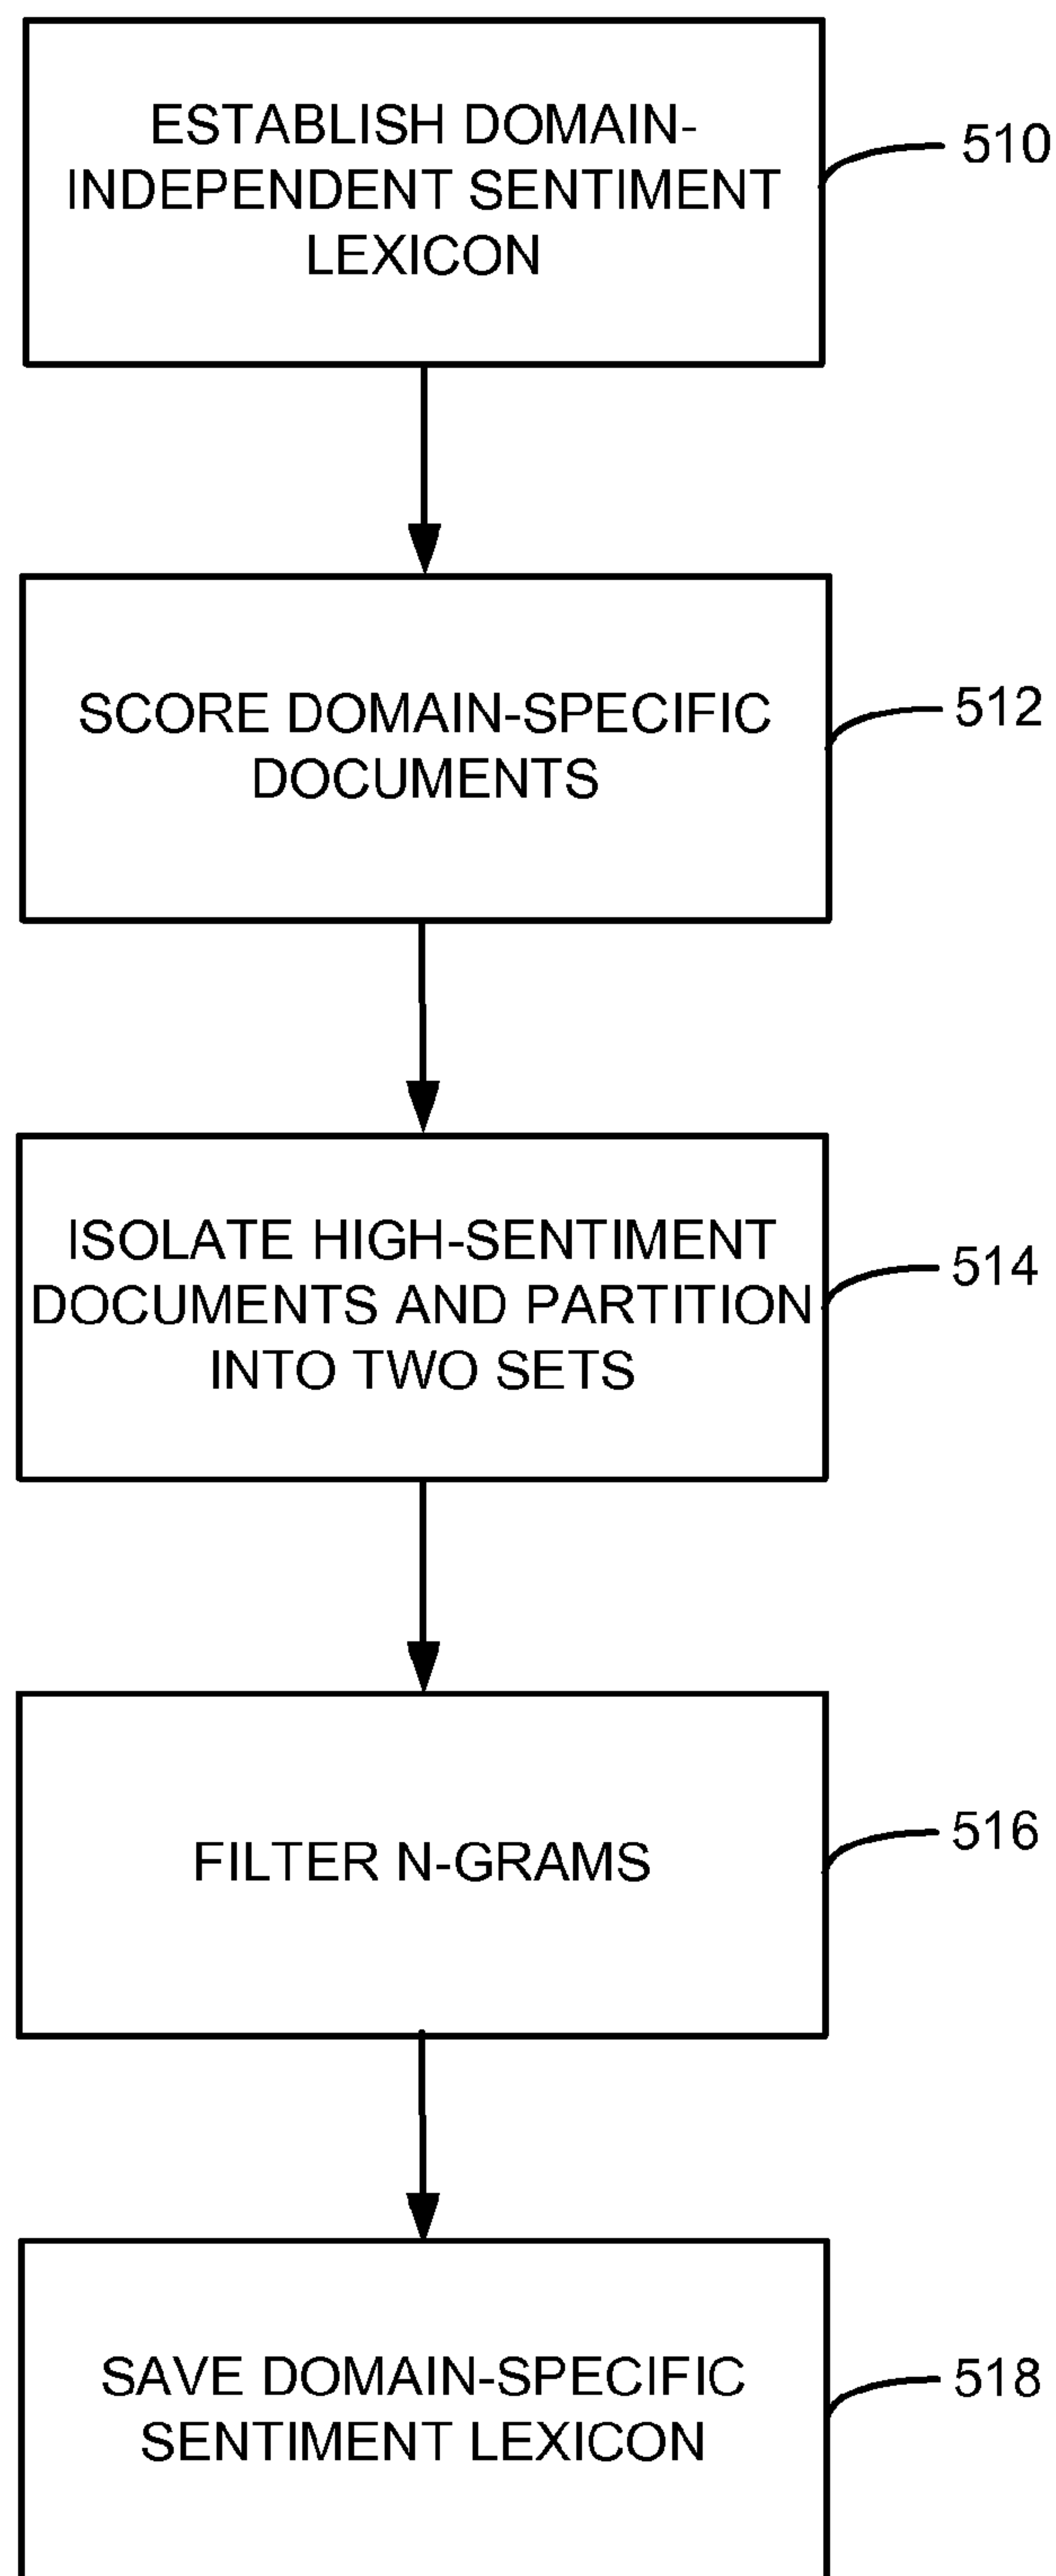 ESTABLISH DOMAIN-
INDEPENDENT SENTIMENT
LEXICON
510
SCORE DOMAIN-SPECIFIC
DOCUMENTS
512
ISOLATE HIGH-SENTIMENT
DOCUMENTS AND PARTITION
INTO TWO SETS
514
FILTER N-GRAMS
516
SAVE DOMAIN-SPECIFIC
SENTIMENT LEXICON
518